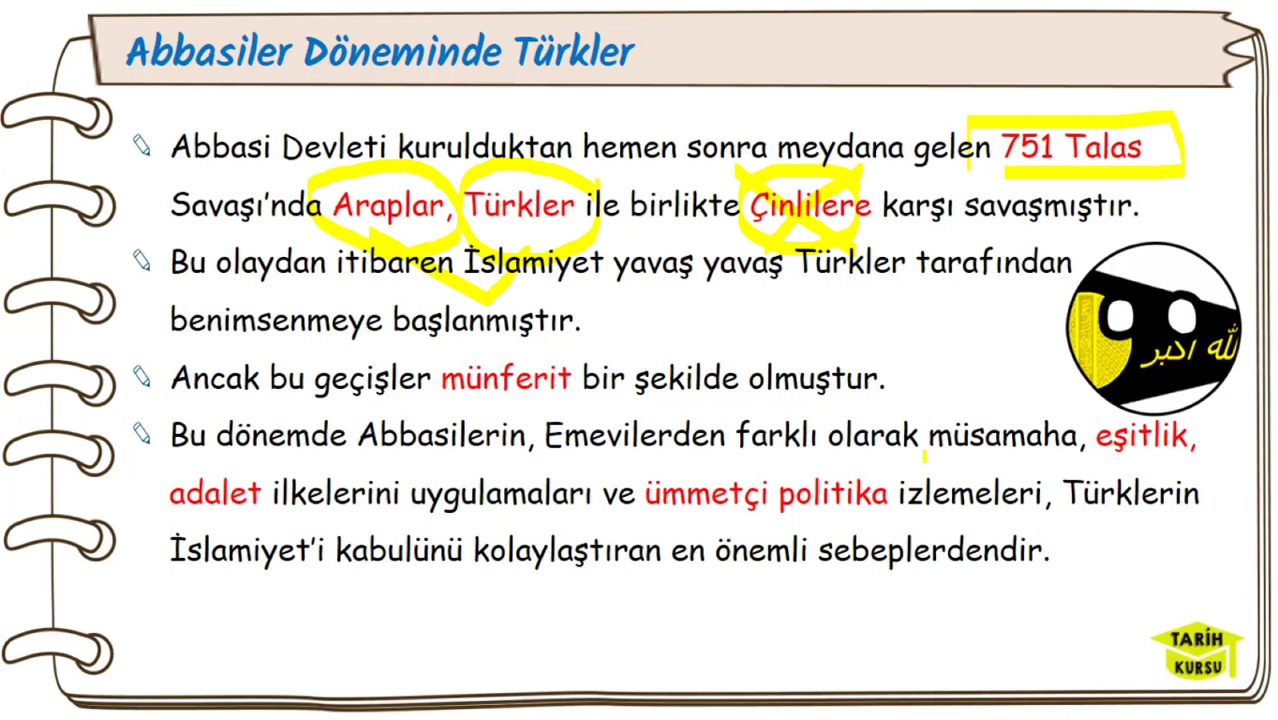 Abbasiler Döneminde Türkler
Abbasi Devleti kurulduktan hemen sonra meydana gelen 751 Talas
Savaşı’nda Araplar, Türkler ile birlikte Çinlilere karşı savaşmıştır.
Bu olaydan itibaren İslamiyet yavaş yavaş Türkler tarafından
benimsenmeye başlanmıştır.
الله اكبر
Ancak bu geçişler münferit bir şekilde olmuştur.
Bu dönemde Abbasilerin, Emevilerden farklı olarak müsamaha, eşitlik,
adalet ilkelerini uygulamaları ve ümmetçi politika izlemeleri, Türklerin
İslamiyet’i kabulünü kolaylaştıran en önemli sebeplerdendir.
TARİH
KURSU